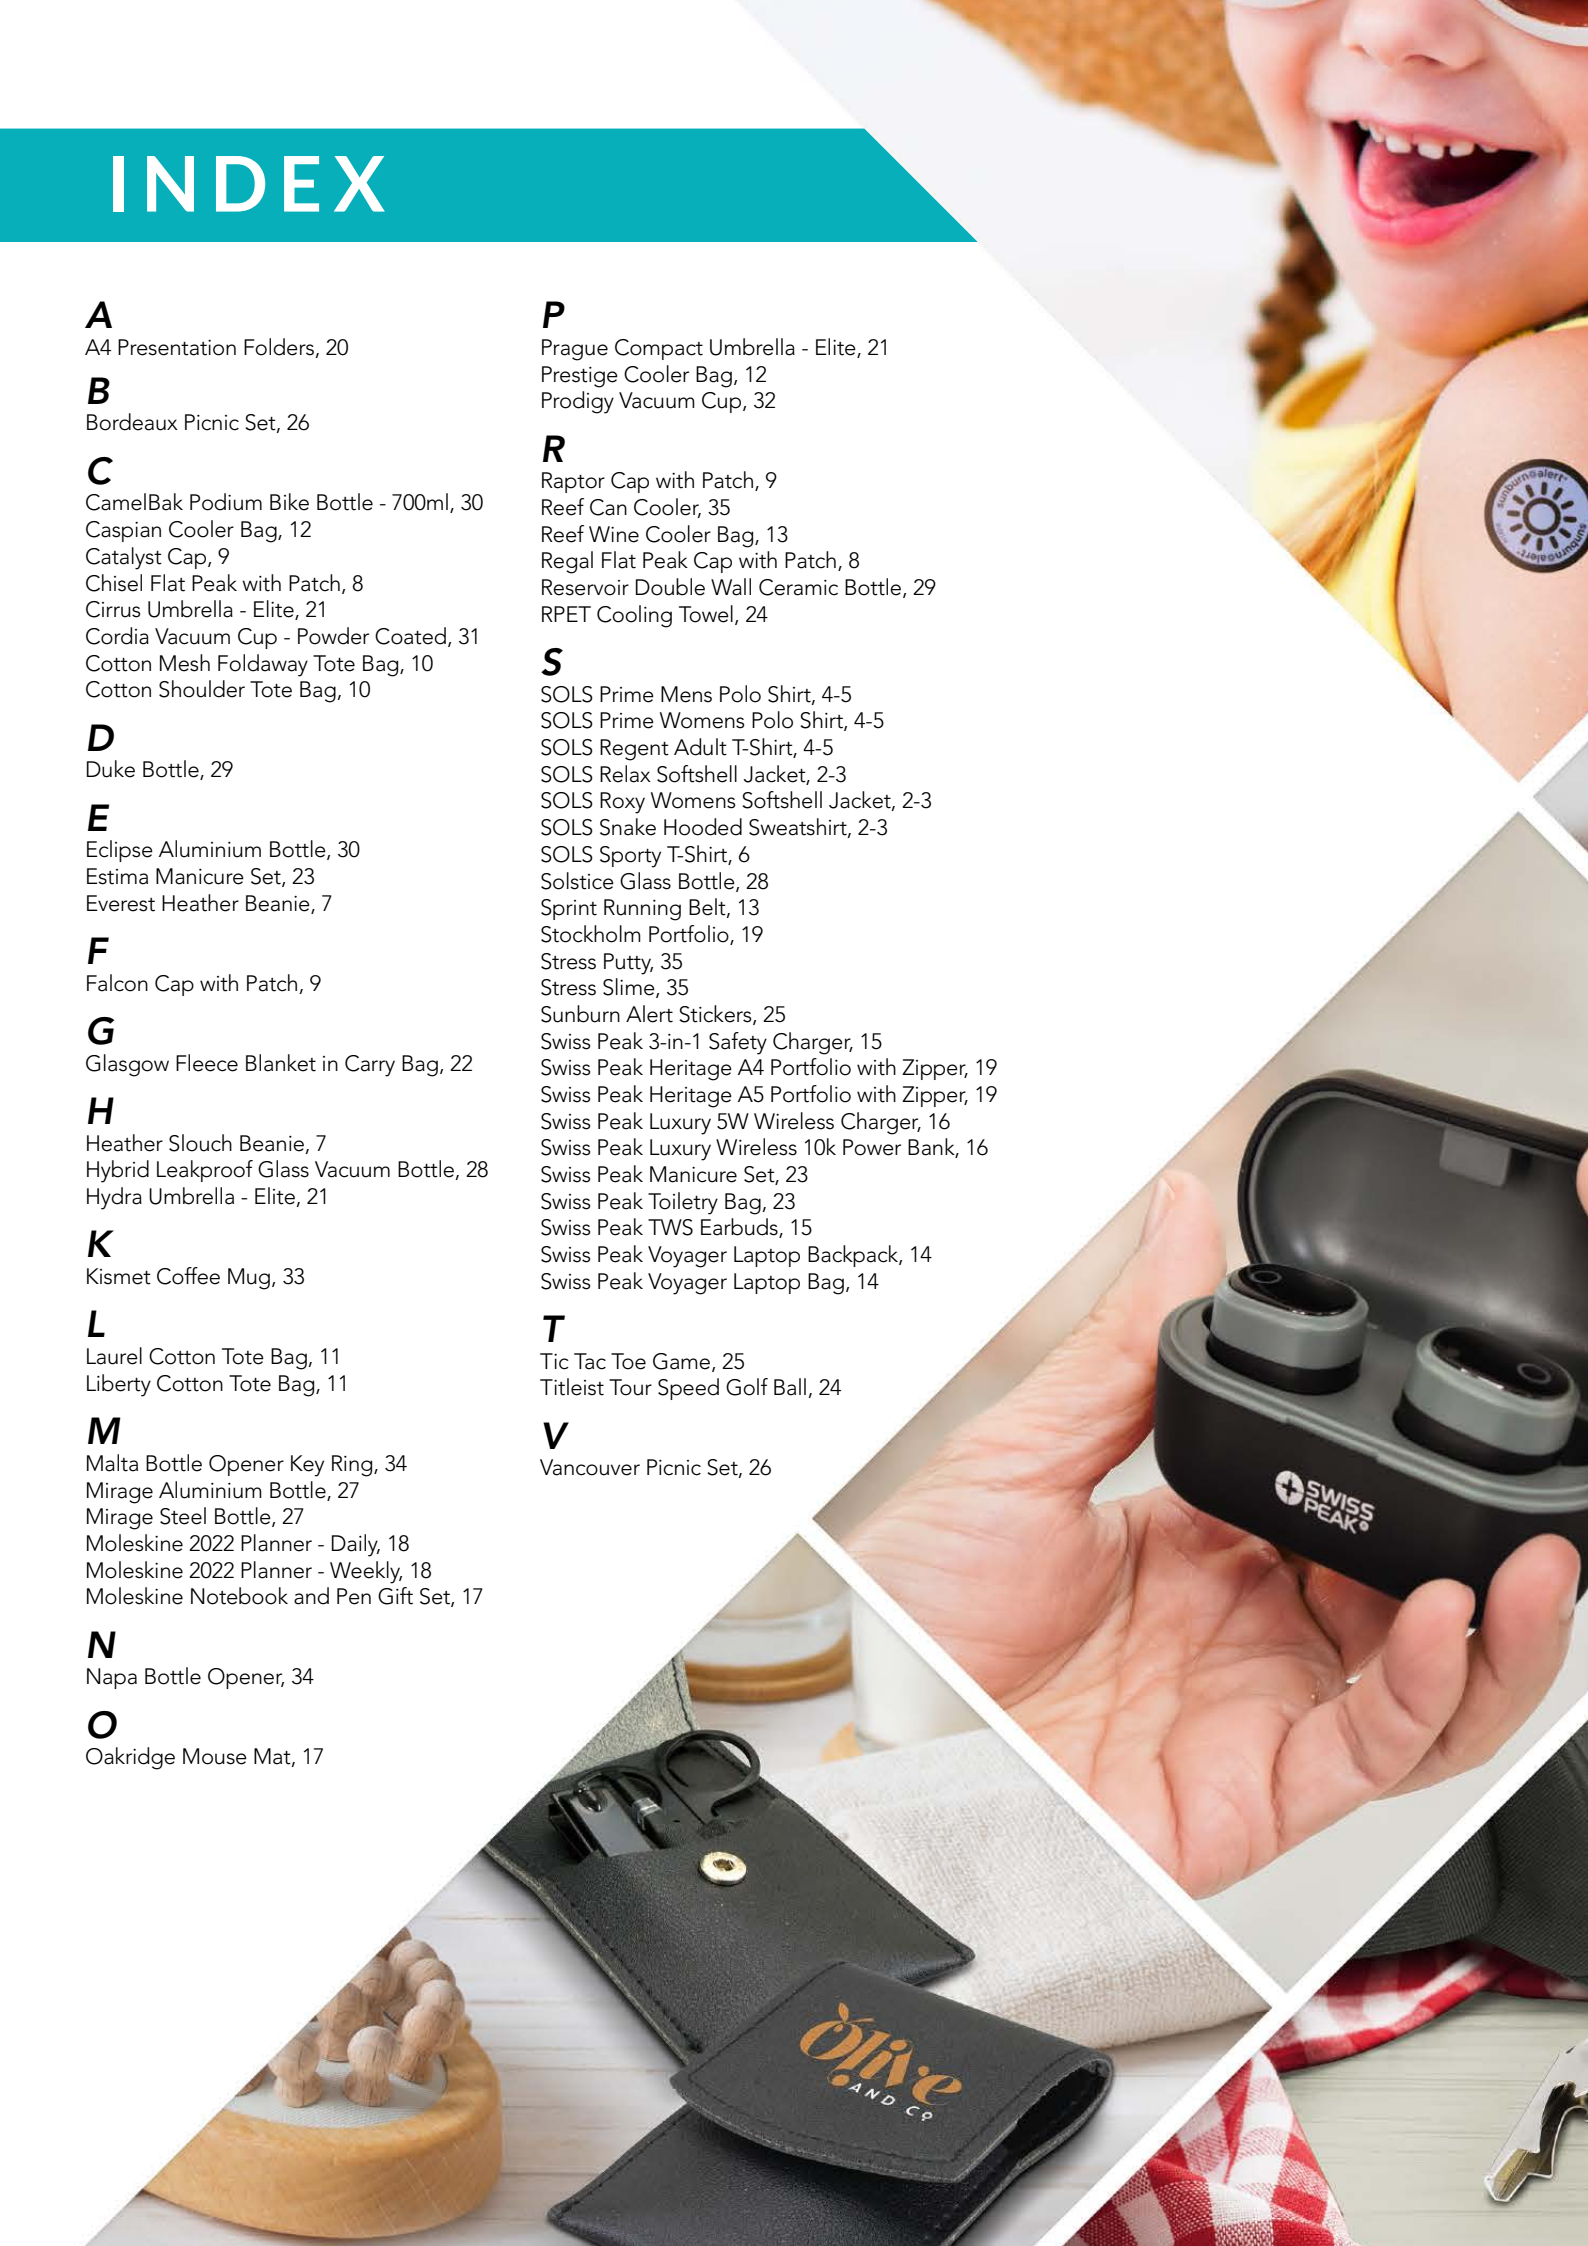 INDEX
A
A4 Presentation Folders, 20
B
Bordeaux Picnic Set, 26
C
CamelBak Podium Bike Bottle - 700ml, 30
Caspian Cooler Bag, 12
Catalyst Cap, 9
Chisel Flat Peak with Patch, 8
Cirrus Umbrella - Elite, 21
Cordia Vacuum Cup - Powder Coated, 31
Cotton Mesh Foldaway Tote Bag, 10
Cotton Shoulder Tote Bag, 10
D
Duke Bottle, 29
E
Eclipse Aluminium Bottle, 30
Estima Manicure Set, 23
Everest Heather Beanie, 7
F
Falcon Cap with Patch, 9
G
Glasgow Fleece Blanket in Carry Bag, 22
H
Heather Slouch Beanie, 7
Hybrid Leakproof Glass Vacuum Bottle, 28
Hydra Umbrella - Elite, 21
K
Kismet Coffee Mug, 33
L
Laurel Cotton Tote Bag, 11
Liberty Cotton Tote Bag, 11
M
Malta Bottle Opener Key Ring, 34
Mirage Aluminium Bottle, 27
Mirage Steel Bottle, 27
Moleskine 2022 Planner - Daily, 18
Moleskine 2022 Planner - Weekly, 18
Moleskine Notebook and Pen Gift Set, 17
N
Napa Bottle Opener, 34
O
Oakridge Mouse Mat, 17
P
Prague Compact Umbrella - Elite, 21
Prestige Cooler Bag, 12
Prodigy Vacuum Cup, 32
R
Raptor Cap with Patch, 9
Reef Can Cooler, 35
Reef Wine Cooler Bag, 13
Regal Flat Peak Cap with Patch, 8
Reservoir Double Wall Ceramic Bottle, 29
RPET Cooling Towel, 24
S
SOLS Prime Mens Polo Shirt, 4-5
SOLS Prime Womens Polo Shirt, 4-5
SOLS Regent Adult T-Shirt, 4-5
SOLS Relax Softshell Jacket, 2-3
SOLS Roxy Womens Softshell Jacket, 2-3
SOLS Snake Hooded Sweatshirt, 2-3
SOLS Sporty T-Shirt, 6
Solstice Glass Bottle, 28
Sprint Running Belt, 13
Stockholm Portfolio, 19
Stress Putty, 35
Stress Slime, 35
Sunburn Alert Stickers, 25
Swiss Peak 3-in-1 Safety Charger, 15
Swiss Peak Heritage A4 Portfolio with Zipper, 19
Swiss Peak Heritage A5 Portfolio with Zipper, 19
Swiss Peak Luxury 5W Wireless Charger, 16
Swiss Peak Luxury Wireless 10k Power Bank, 16
Swiss Peak Manicure Set, 23
Swiss Peak Toiletry Bag, 23
Swiss Peak TWS Earbuds, 15
Swiss Peak Voyager Laptop Backpack, 14
Swiss Peak Voyager Laptop Bag, 14
T
Tic Tac Toe Game, 25
Titleist Tour Speed Golf Ball, 24
V
Vancouver Picnic Set, 26
sunburn alert
sunburn alert
SWISS
PEAK
Olive
AND CO